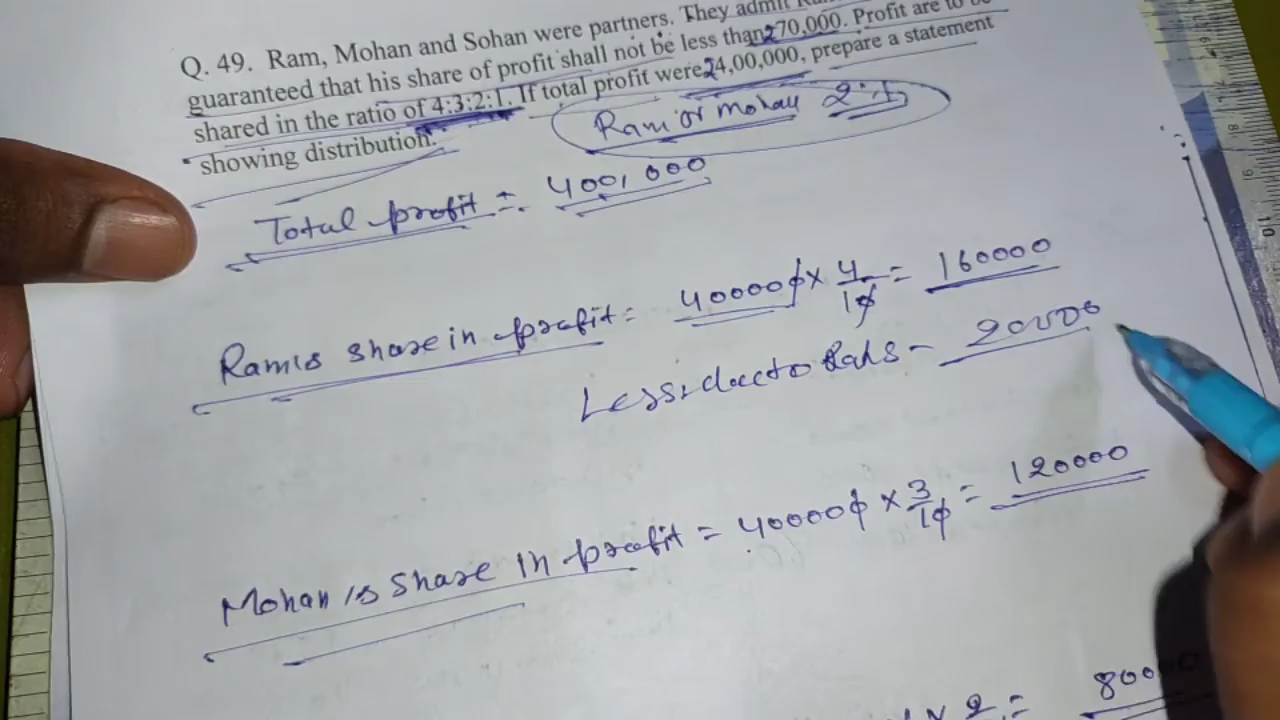 Q. 49. Ram, Mohan and Sohan were partners. They admit
guaranteed that his share of profit shall not be less than ₹70,000. Profit are to be
shared in the ratio of 4:3:2:1. If total profit were ₹4,00,000, prepare a statement
showing distribution.
Ram or Mohan 2:1
Total profit = 400,000
Ram's share in profit = 400000 × 4/10 = 160000
Less: - 20000
Mohan's Share in profit = 400000 × 3/10 = 120000
× 2 = 80000